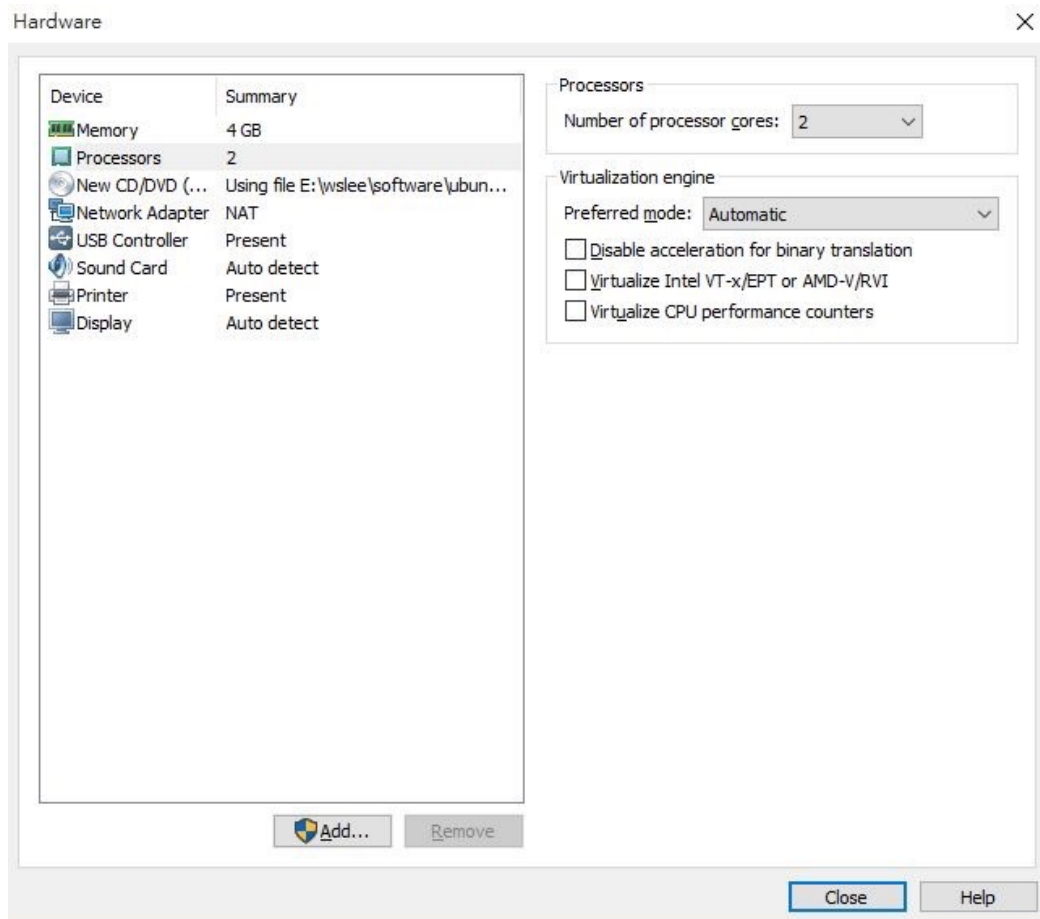 Hardware
Device Summary
Memory 4 GB
Processors 2
New CD/DVD (... Using file E:\wslee\software\ubun...
Network Adapter NAT
USB Controller Present
Sound Card Auto detect
Printer Present
Display Auto detect
Add... Remove
Processors
Number of processor cores: 2
Virtualization engine
Preferred mode: Automatic
Disable acceleration for binary translation
Virtualize Intel VT-x/EPT or AMD-V/RVI
Virtualize CPU performance counters
Close Help